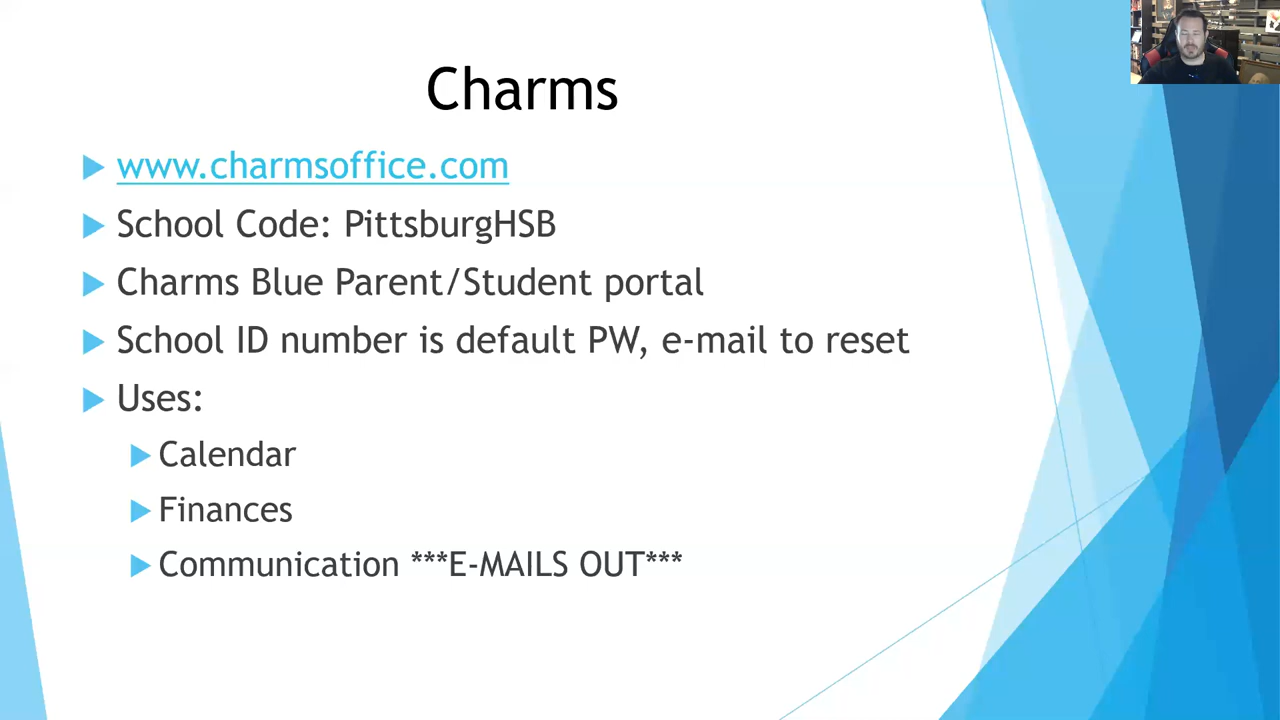 Charms
www.charmsoffice.com
School Code: PittsburgHSB
Charms Blue Parent/Student portal
School ID number is default PW, e-mail to reset
Uses:
Calendar
Finances
Communication ***E-MAILS OUT***